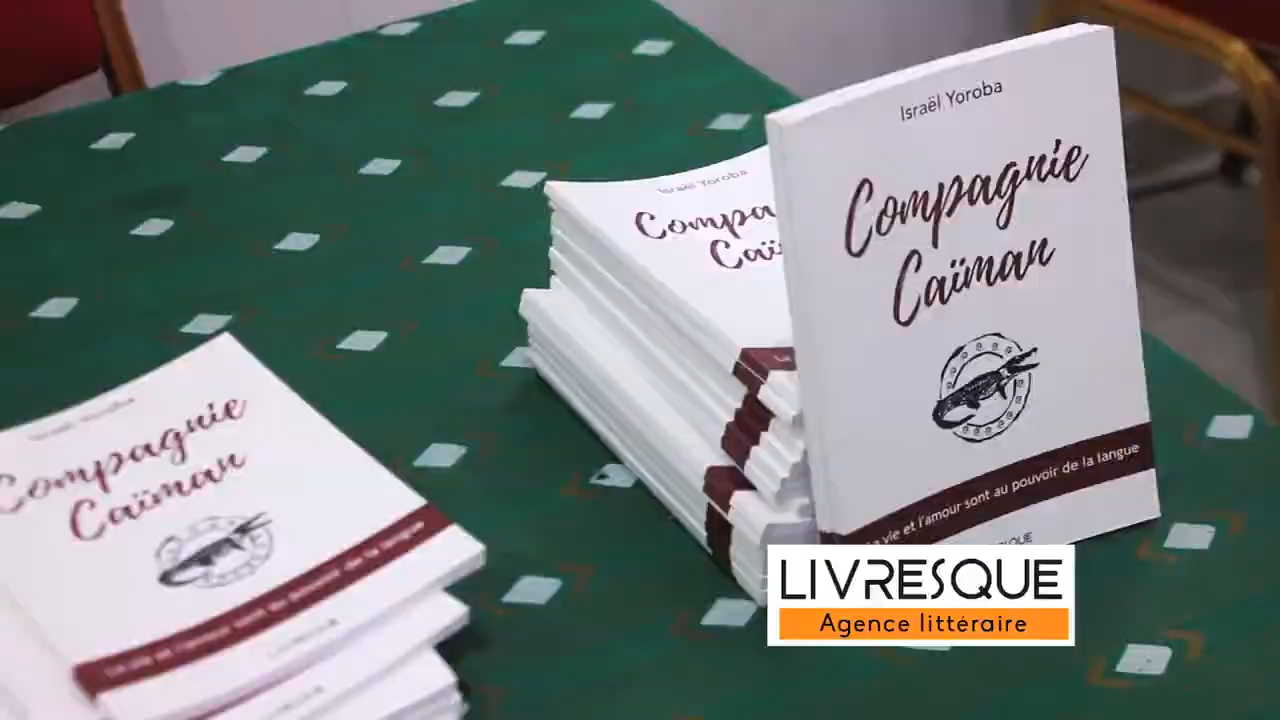 Israël Yoroba
Compagnie
Caïman
La vie et l'amour sont au pouvoir de la langue
Israël Yoroba
Compa
Caï
Compagnie
Caïman
LIVRESQUE
Agence littéraire